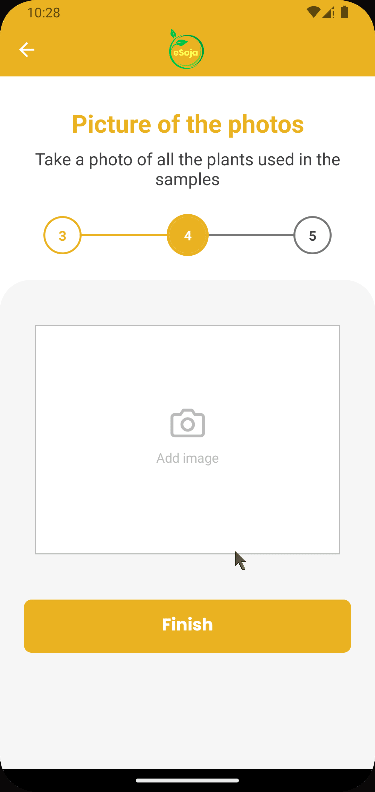 10:28
eSoja
Picture of the photos
Take a photo of all the plants used in the
samples
3
4
5
Add image
Finish